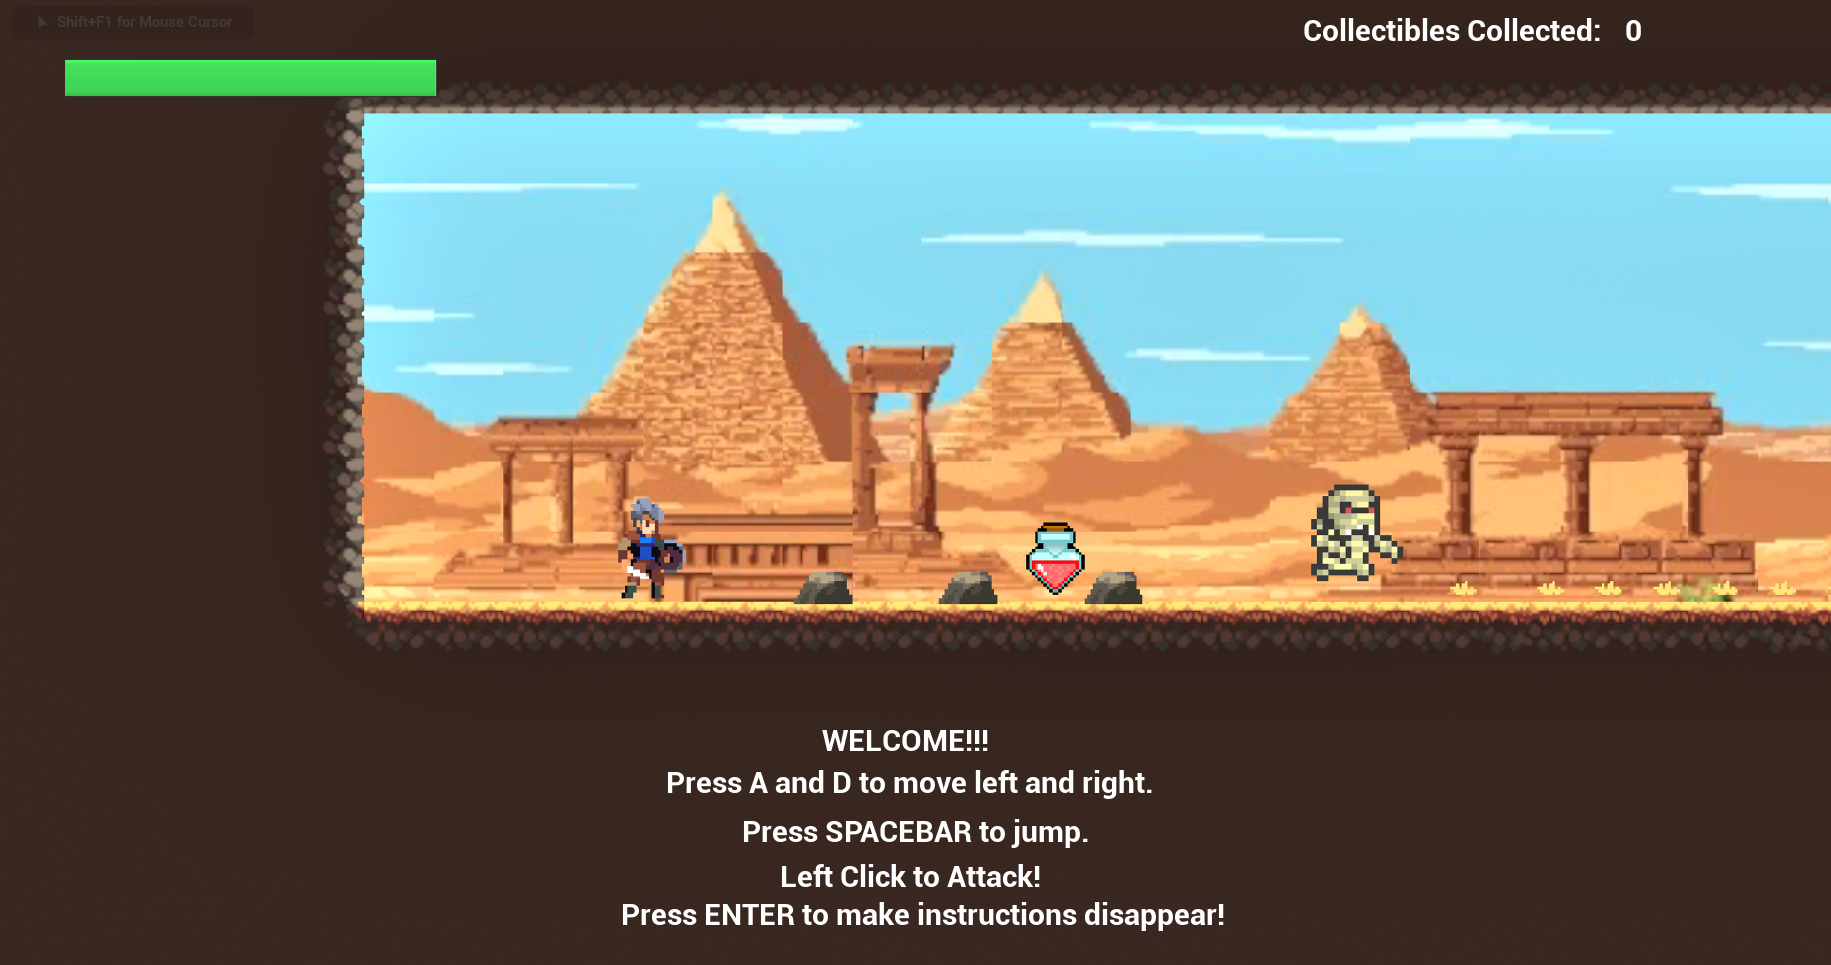 Shift+F1 for Mouse Cursor
Collectibles Collected: 0
WELCOME!!!
Press A and D to move left and right.
Press SPACEBAR to jump.
Left Click to Attack!
Press ENTER to make instructions disappear!